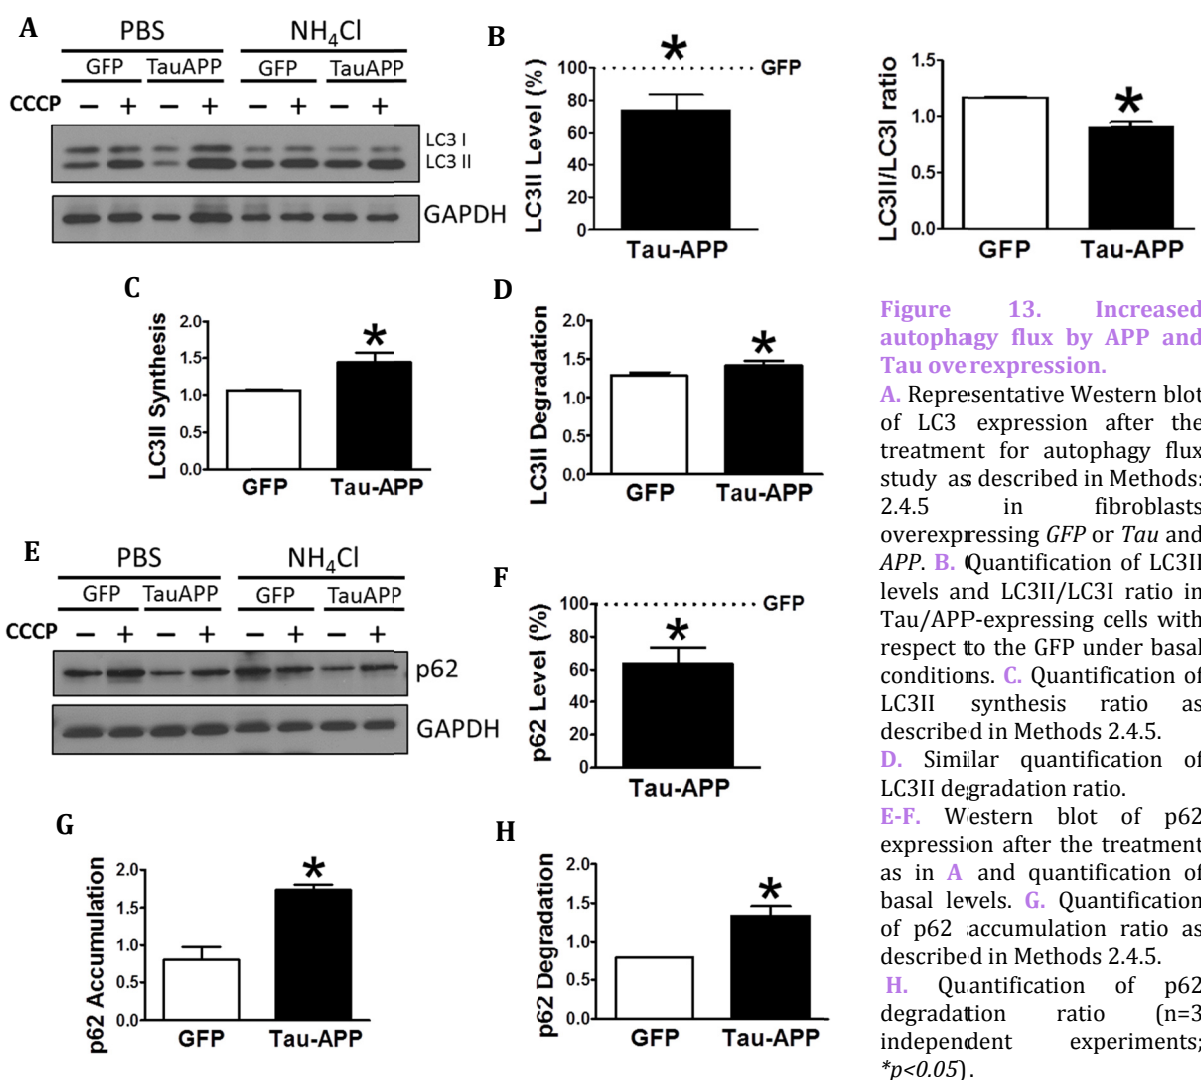 A
PBS
NH4Cl
GFP TauAPP GFP TauAPP
CCCP − + − + − + − +
LC3 I
LC3 II
GAPDH
B
LC3II Level (%)
100
80
60
40
20
0
GFP
*
Tau-APP
LC3II/LC3I ratio
1.5
1.0
0.5
0.0
*
GFP Tau-APP
C
LC3II Synthesis
2.0
1.5
1.0
0.5
0.0
*
GFP Tau-APP
D
LC3II Degradation
2.0
1.5
1.0
0.5
0.0
*
GFP Tau-APP
E
PBS
NH4Cl
GFP TauAPP GFP TauAPP
CCCP − + − + − + − +
p62
GAPDH
F
p62 Level (%)
100
80
60
40
20
0
GFP
*
Tau-APP
G
p62 Accumulation
2.0
1.5
1.0
0.5
0.0
*
GFP Tau-APP
H
p62 Degradation
2.0
1.5
1.0
0.5
0.0
*
GFP Tau-APP
Figure 13. Increased
autophagy flux by APP and
Tau overexpression.
A. Representative Western blot
of LC3 expression after the
treatment for autophagy flux
study as described in Methods:
2.4.5 in fibroblasts
overexpressing GFP or Tau and
APP. B. Quantification of LC3II
levels and LC3II/LC3I ratio in
Tau/APP-expressing cells with
respect to the GFP under basal
conditions. C. Quantification of
LC3II synthesis ratio as
described in Methods 2.4.5.
D. Similar quantification of
LC3II degradation ratio.
E-F. Western blot of p62
expression after the treatment
as in A and quantification of
basal levels. G. Quantification
of p62 accumulation ratio as
described in Methods 2.4.5.
H. Quantification of p62
degradation ratio (n=3
independent experiments;
*p<0.05).